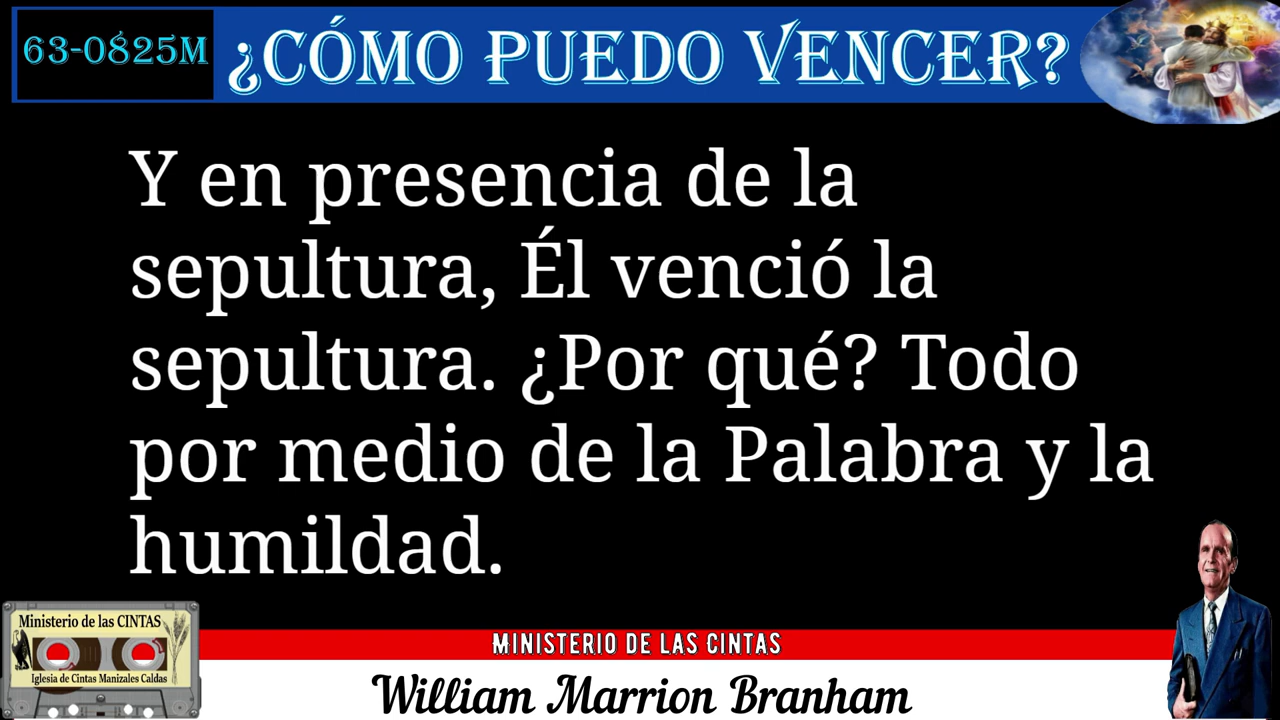 63-0825M
¿CÓMO PUEDO VENCER?
Y en presencia de la
sepultura, Él venció la
sepultura. ¿Por qué? Todo
por medio de la Palabra y la
humildad.
Ministerio de las CINTAS
Iglesia de Cintas Manizales Caldas
MINISTERIO DE LAS CINTAS
William Marrion Branham